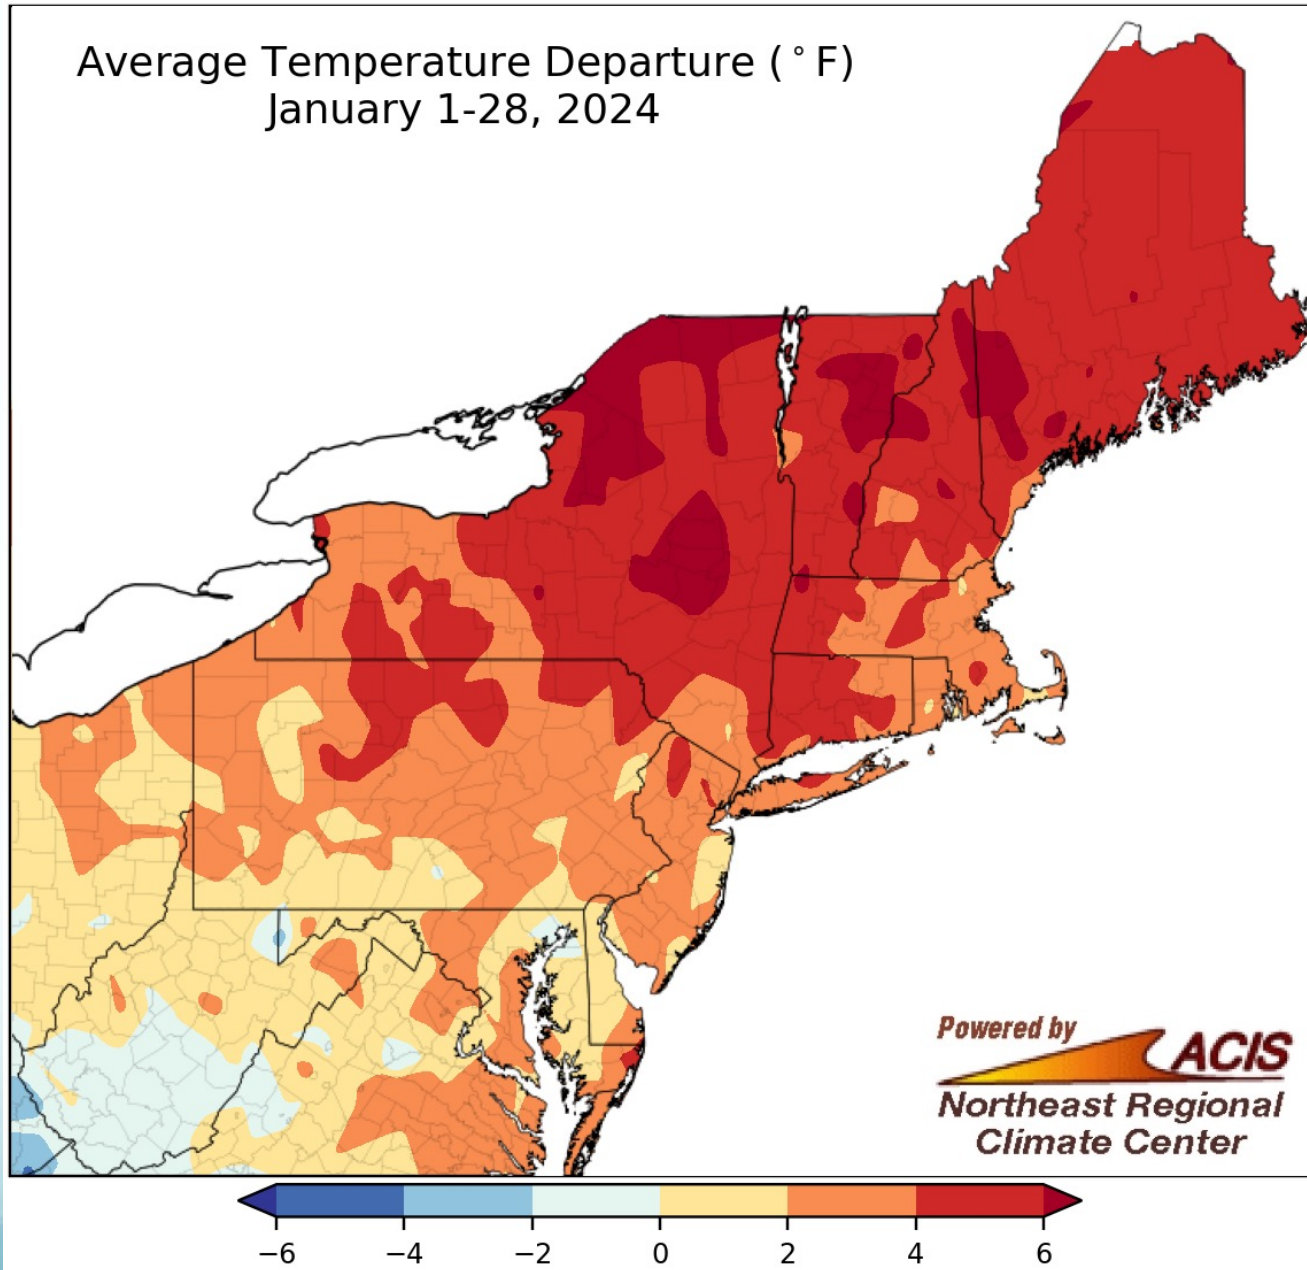 Average Temperature Departure (°F)
January 1-28, 2024
Powered by
ACIS
Northeast Regional
Climate Center
−6 −4 −2 0 2 4 6